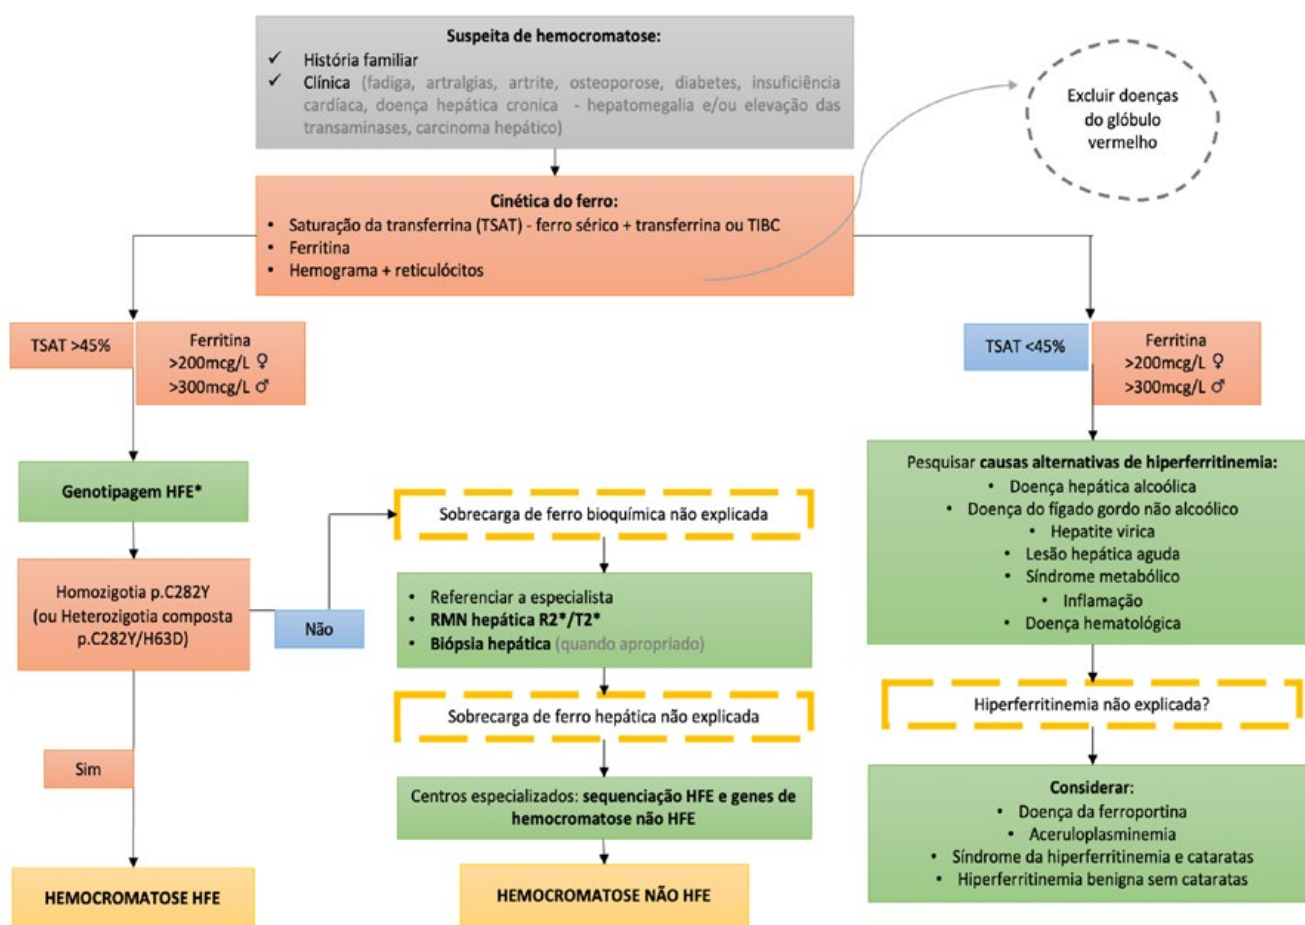 Suspeita de hemocromatose:
✓ História familiar
✓ Clínica (fadiga, artralgias, artrite, osteoporose, diabetes, insuficiência
cardíaca, doença hepática cronica - hepatomegalia e/ou elevação das
transaminases, carcinoma hepático)
Excluir doenças
do glóbulo
vermelho
Cinética do ferro:
• Saturação da transferrina (TSAT) - ferro sérico + transferrina ou TIBC
• Ferritina
• Hemograma + reticulócitos
TSAT >45%
Ferritina
>200mcg/L ♀
>300mcg/L ♂
TSAT <45%
Ferritina
>200mcg/L ♀
>300mcg/L ♂
Genotipagem HFE*
Homozigotia p.C282Y
(ou Heterozigotia composta
p.C282Y/H63D)
Não
Sim
HEMOCROMATOSE HFE
Sobrecarga de ferro bioquímica não explicada
• Referenciar a especialista
• RMN hepática R2*/T2*
• Biópsia hepática (quando apropriado)
Sobrecarga de ferro hepática não explicada
Centros especializados: sequenciação HFE e genes de
hemocromatose não HFE
HEMOCROMATOSE NÃO HFE
Pesquisar causas alternativas de hiperferritinemia:
• Doença hepática alcoólica
• Doença do fígado gordo não alcoólico
• Hepatite virica
• Lesão hepática aguda
• Síndrome metabólico
• Inflamação
• Doença hematológica
Hiperferritinemia não explicada?
Considerar:
• Doença da ferroportina
• Aceruloplasminemia
• Síndrome da hiperferritinemia e cataratas
• Hiperferritinemia benigna sem cataratas